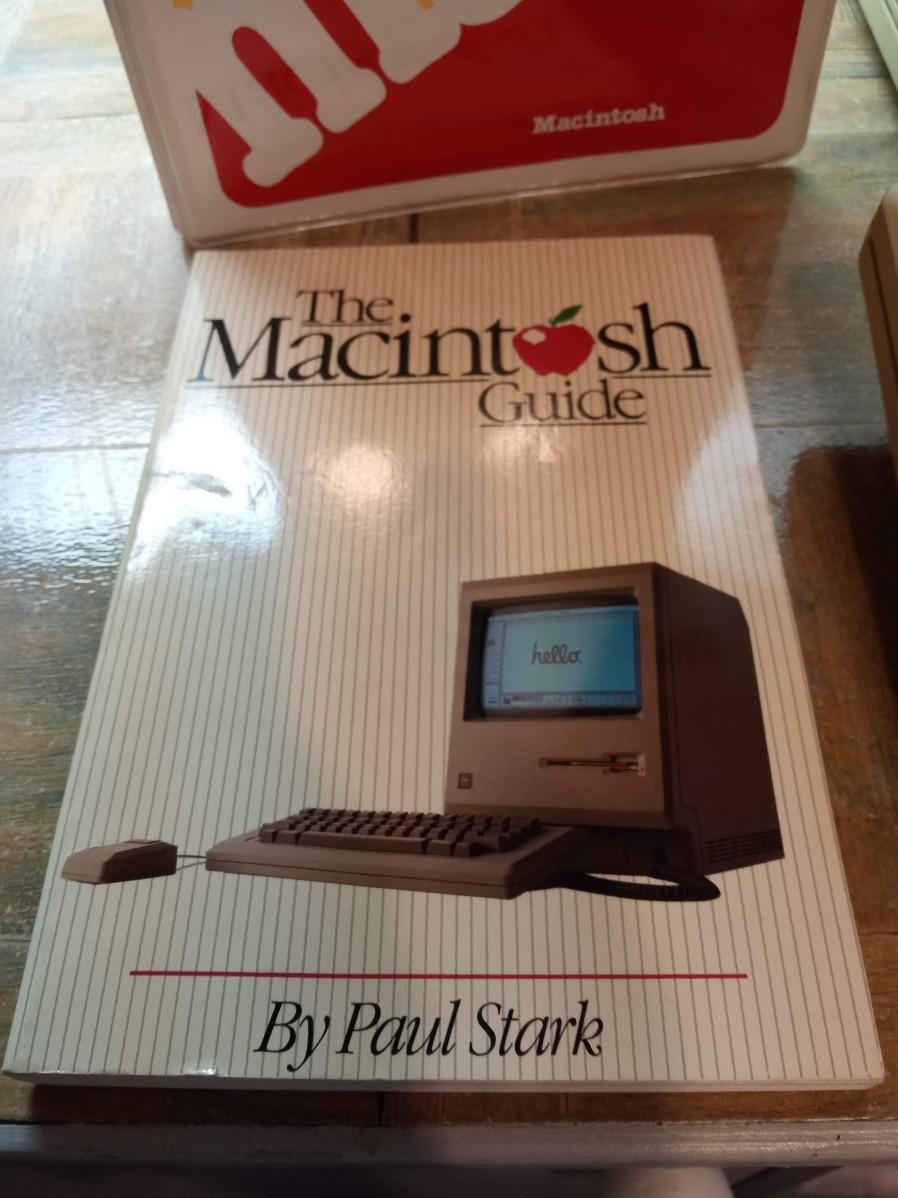 Macintosh
The
Macintosh
Guide
hello.
By Paul Stark